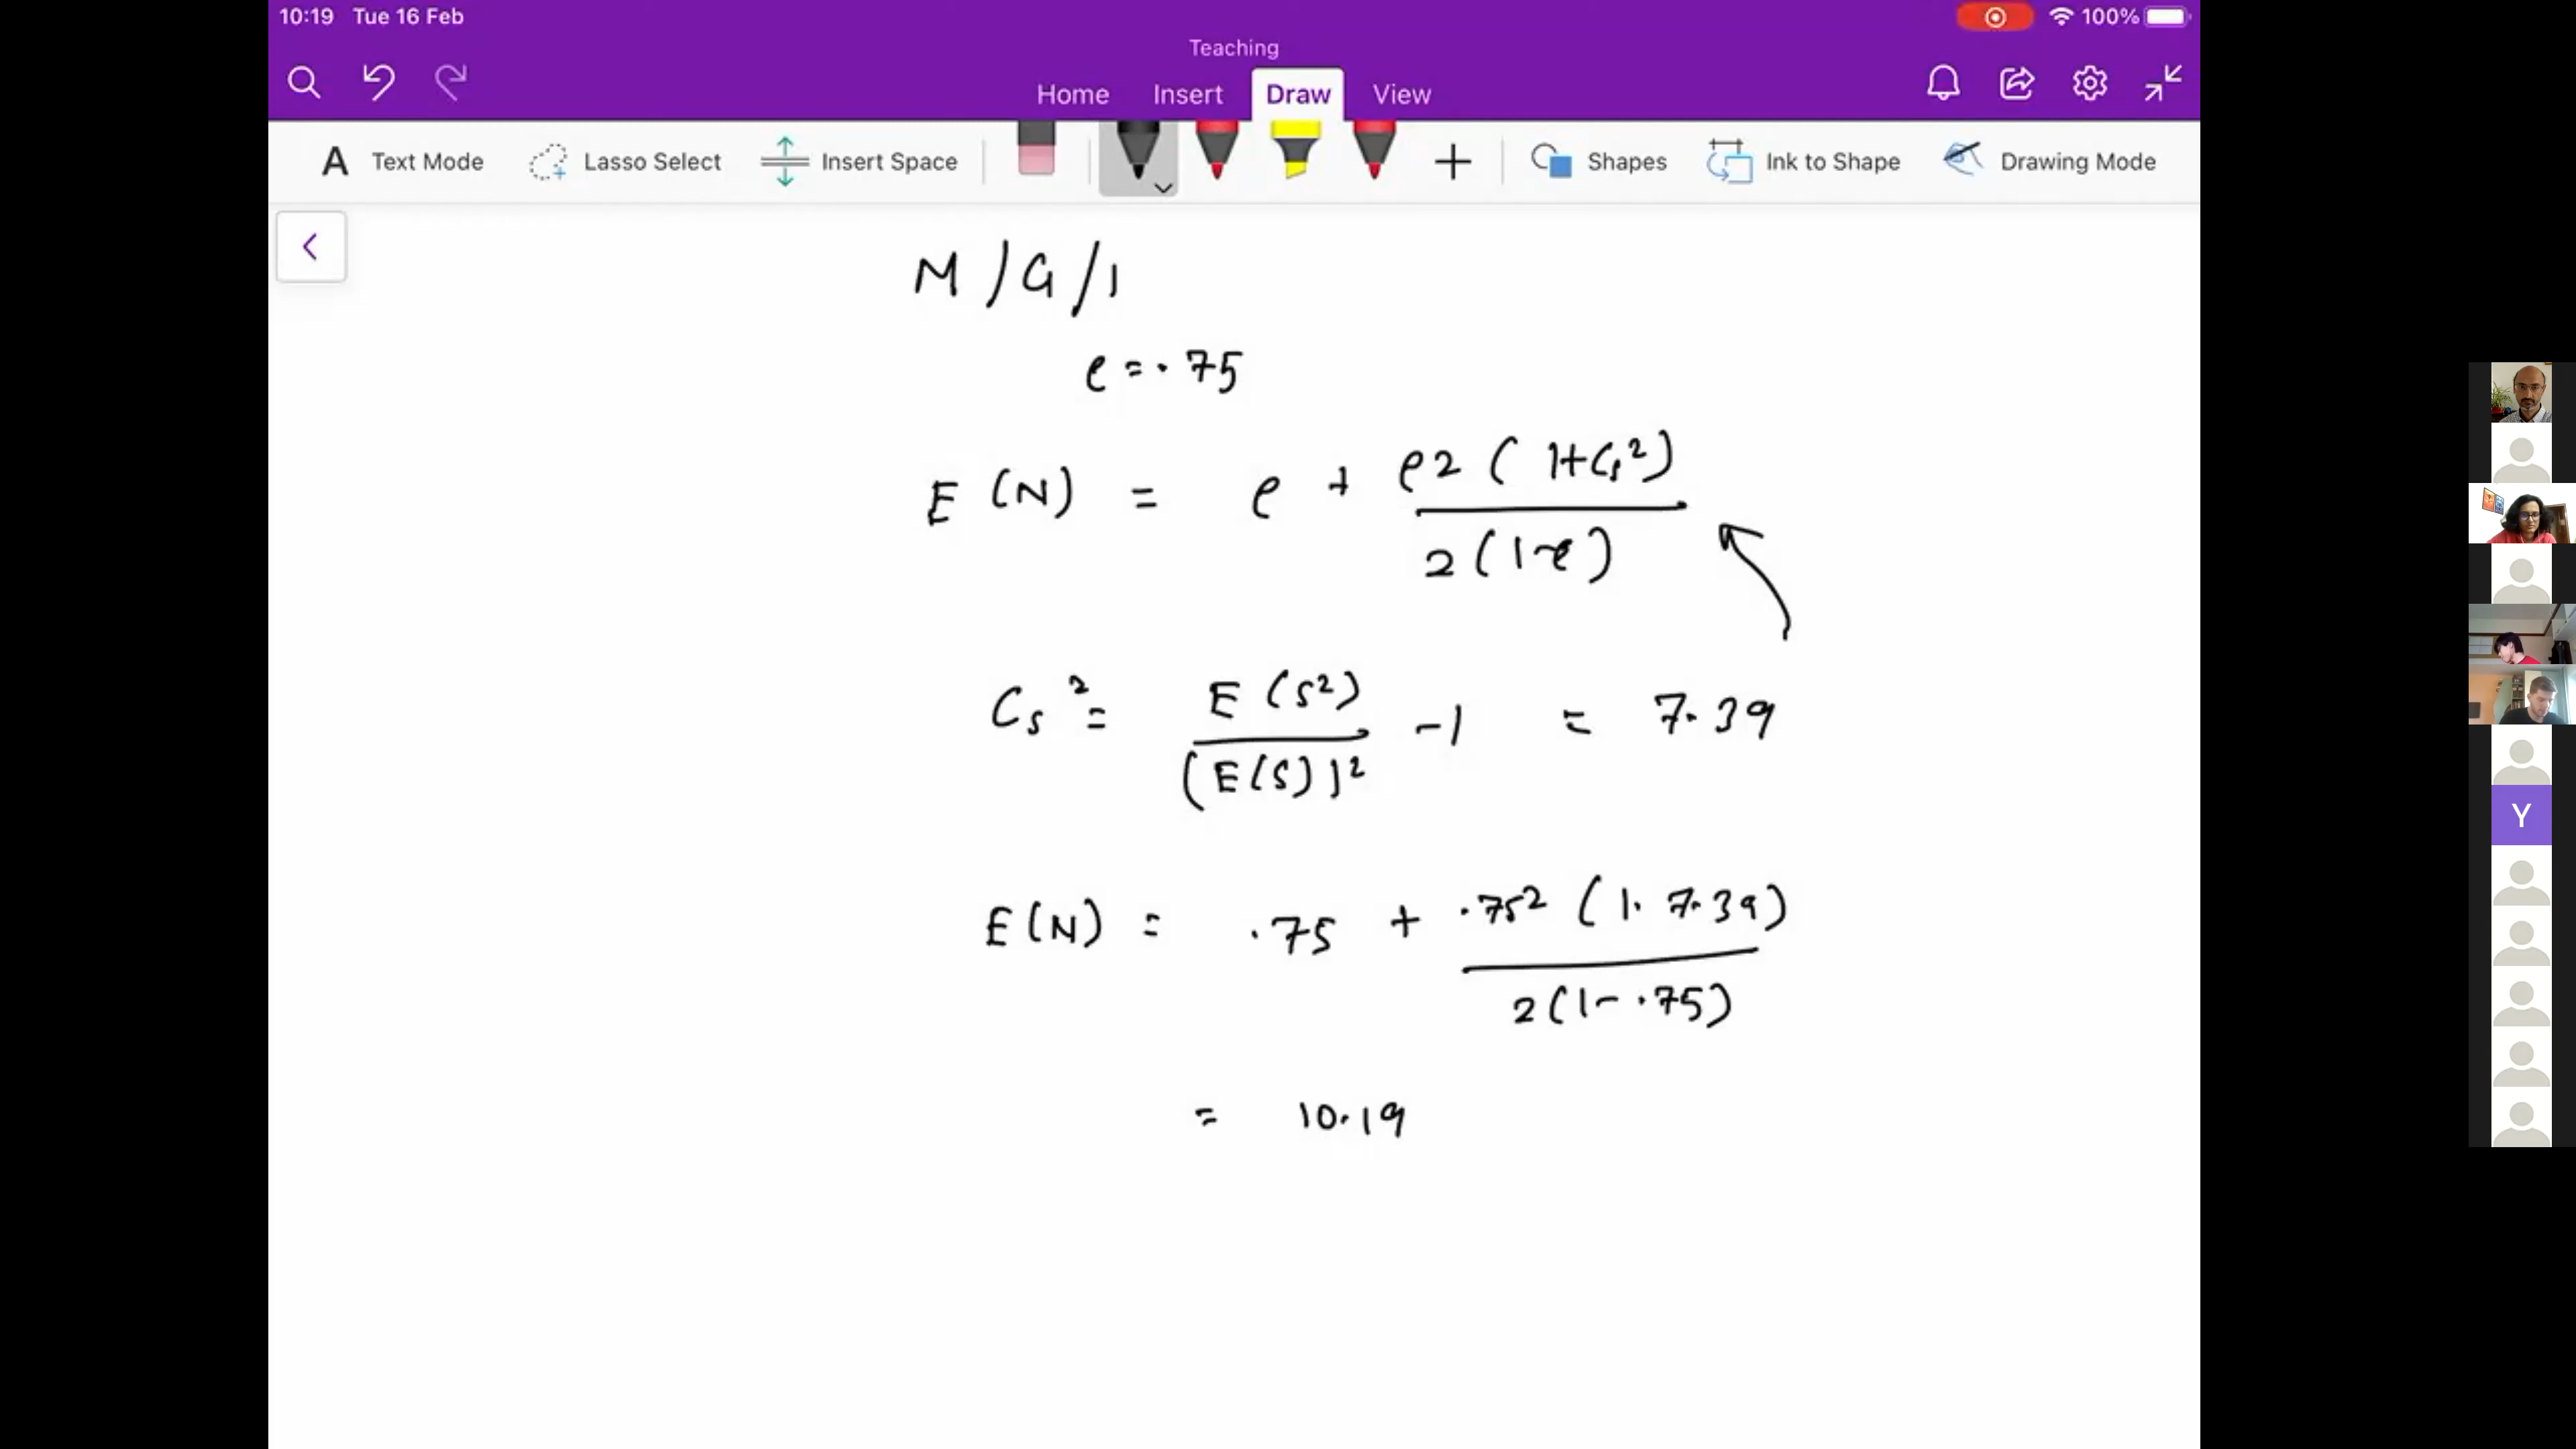 10:19 Tue 16 Feb
100%
Teaching
Home Insert Draw View
A Text Mode Lasso Select Insert Space Shapes Ink to Shape Drawing Mode
M/G/1
ρ = .75
E(N) = ρ + ρ2(1+Cs²)
2(1-ρ)
Cs² = E(S²) -1 = 7.39
(E(S))²
E(N) = .75 + .75²(1. 7.39)
2(1-.75)
= 10.19
Y